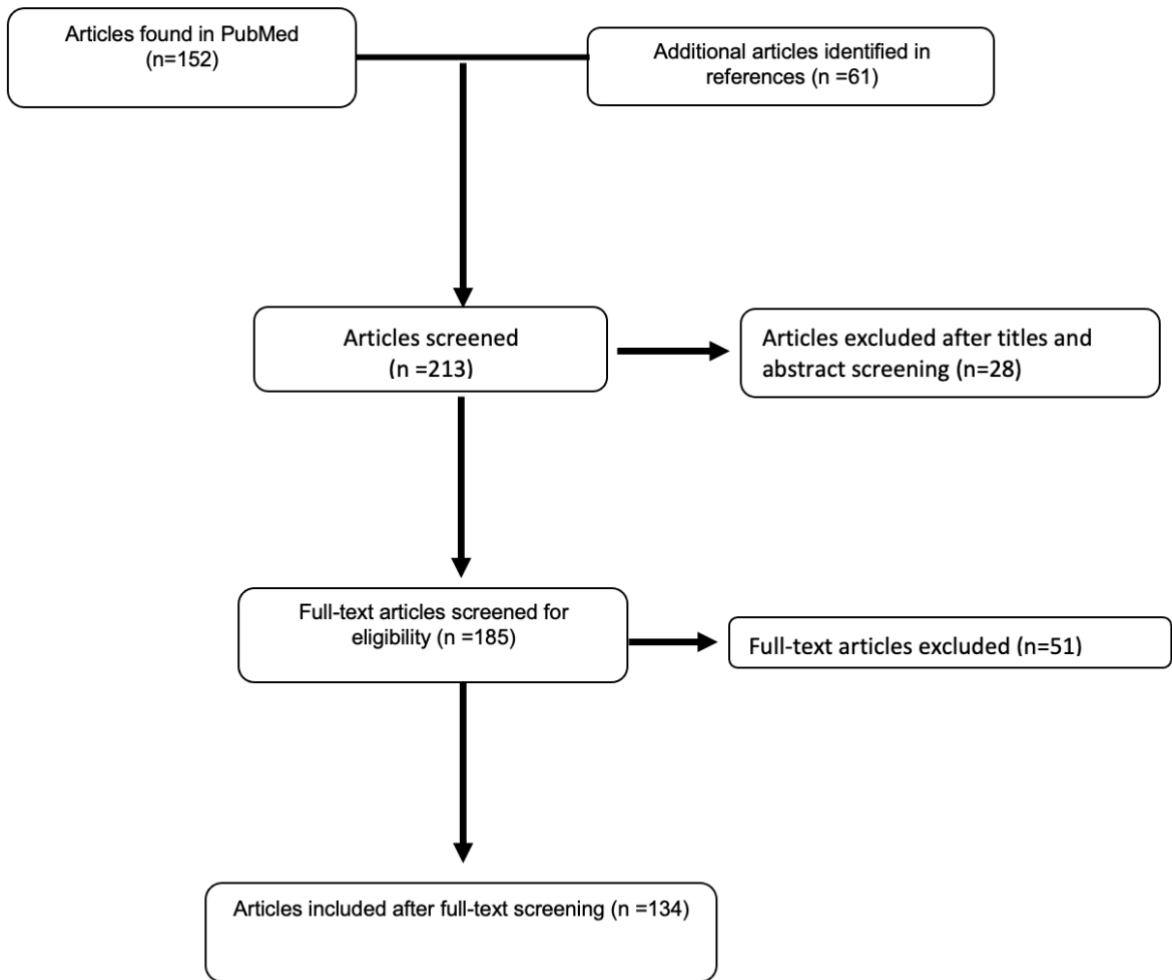 Articles found in PubMed
(n=152)
Additional articles identified in
references (n =61)
Articles screened
(n =213)
Articles excluded after titles and
abstract screening (n=28)
Full-text articles screened for
eligibility (n =185)
Full-text articles excluded (n=51)
Articles included after full-text screening (n =134)